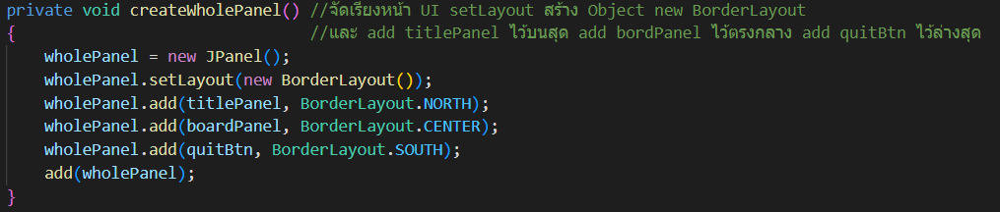 private void createWholePanel() //จัดเรียงหน้า UI setLayout สร้าง Object new BorderLayout
{ //และ add titlePanel ไว้บนสุด add bordPanel ไว้ตรงกลาง add quitBtn ไว้ล่างสุด
wholePanel = new JPanel();
wholePanel.setLayout(new BorderLayout());
wholePanel.add(titlePanel, BorderLayout.NORTH);
wholePanel.add(boardPanel, BorderLayout.CENTER);
wholePanel.add(quitBtn, BorderLayout.SOUTH);
add(wholePanel);
}